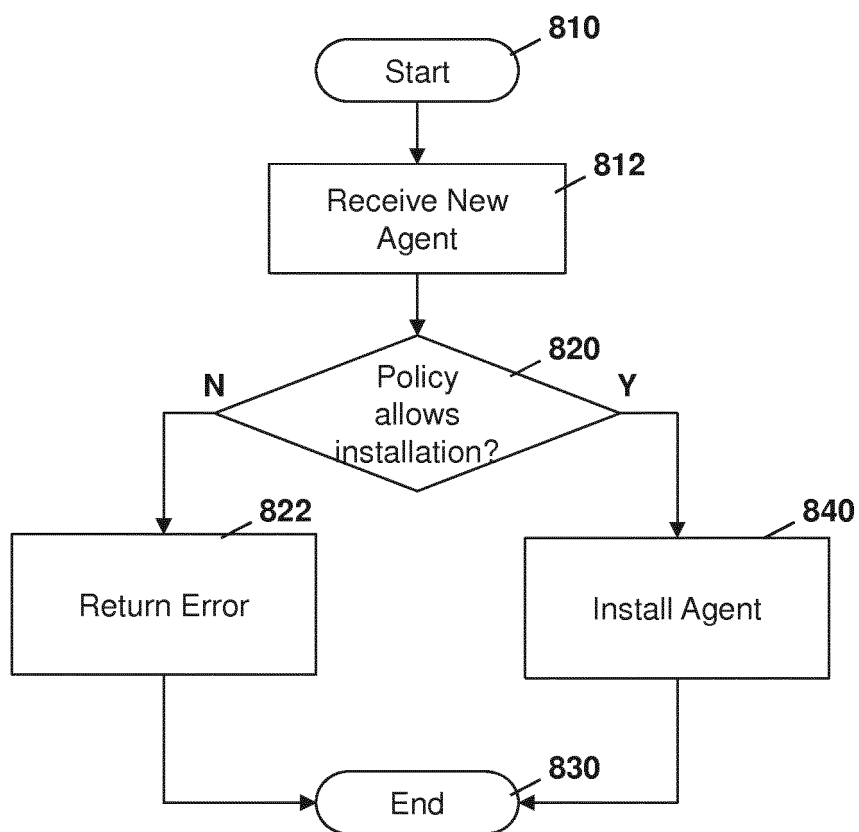 810
Start
812
Receive New
Agent
820
N
Policy
Y
allows
installation?
822
840
Return Error
Install Agent
830
End